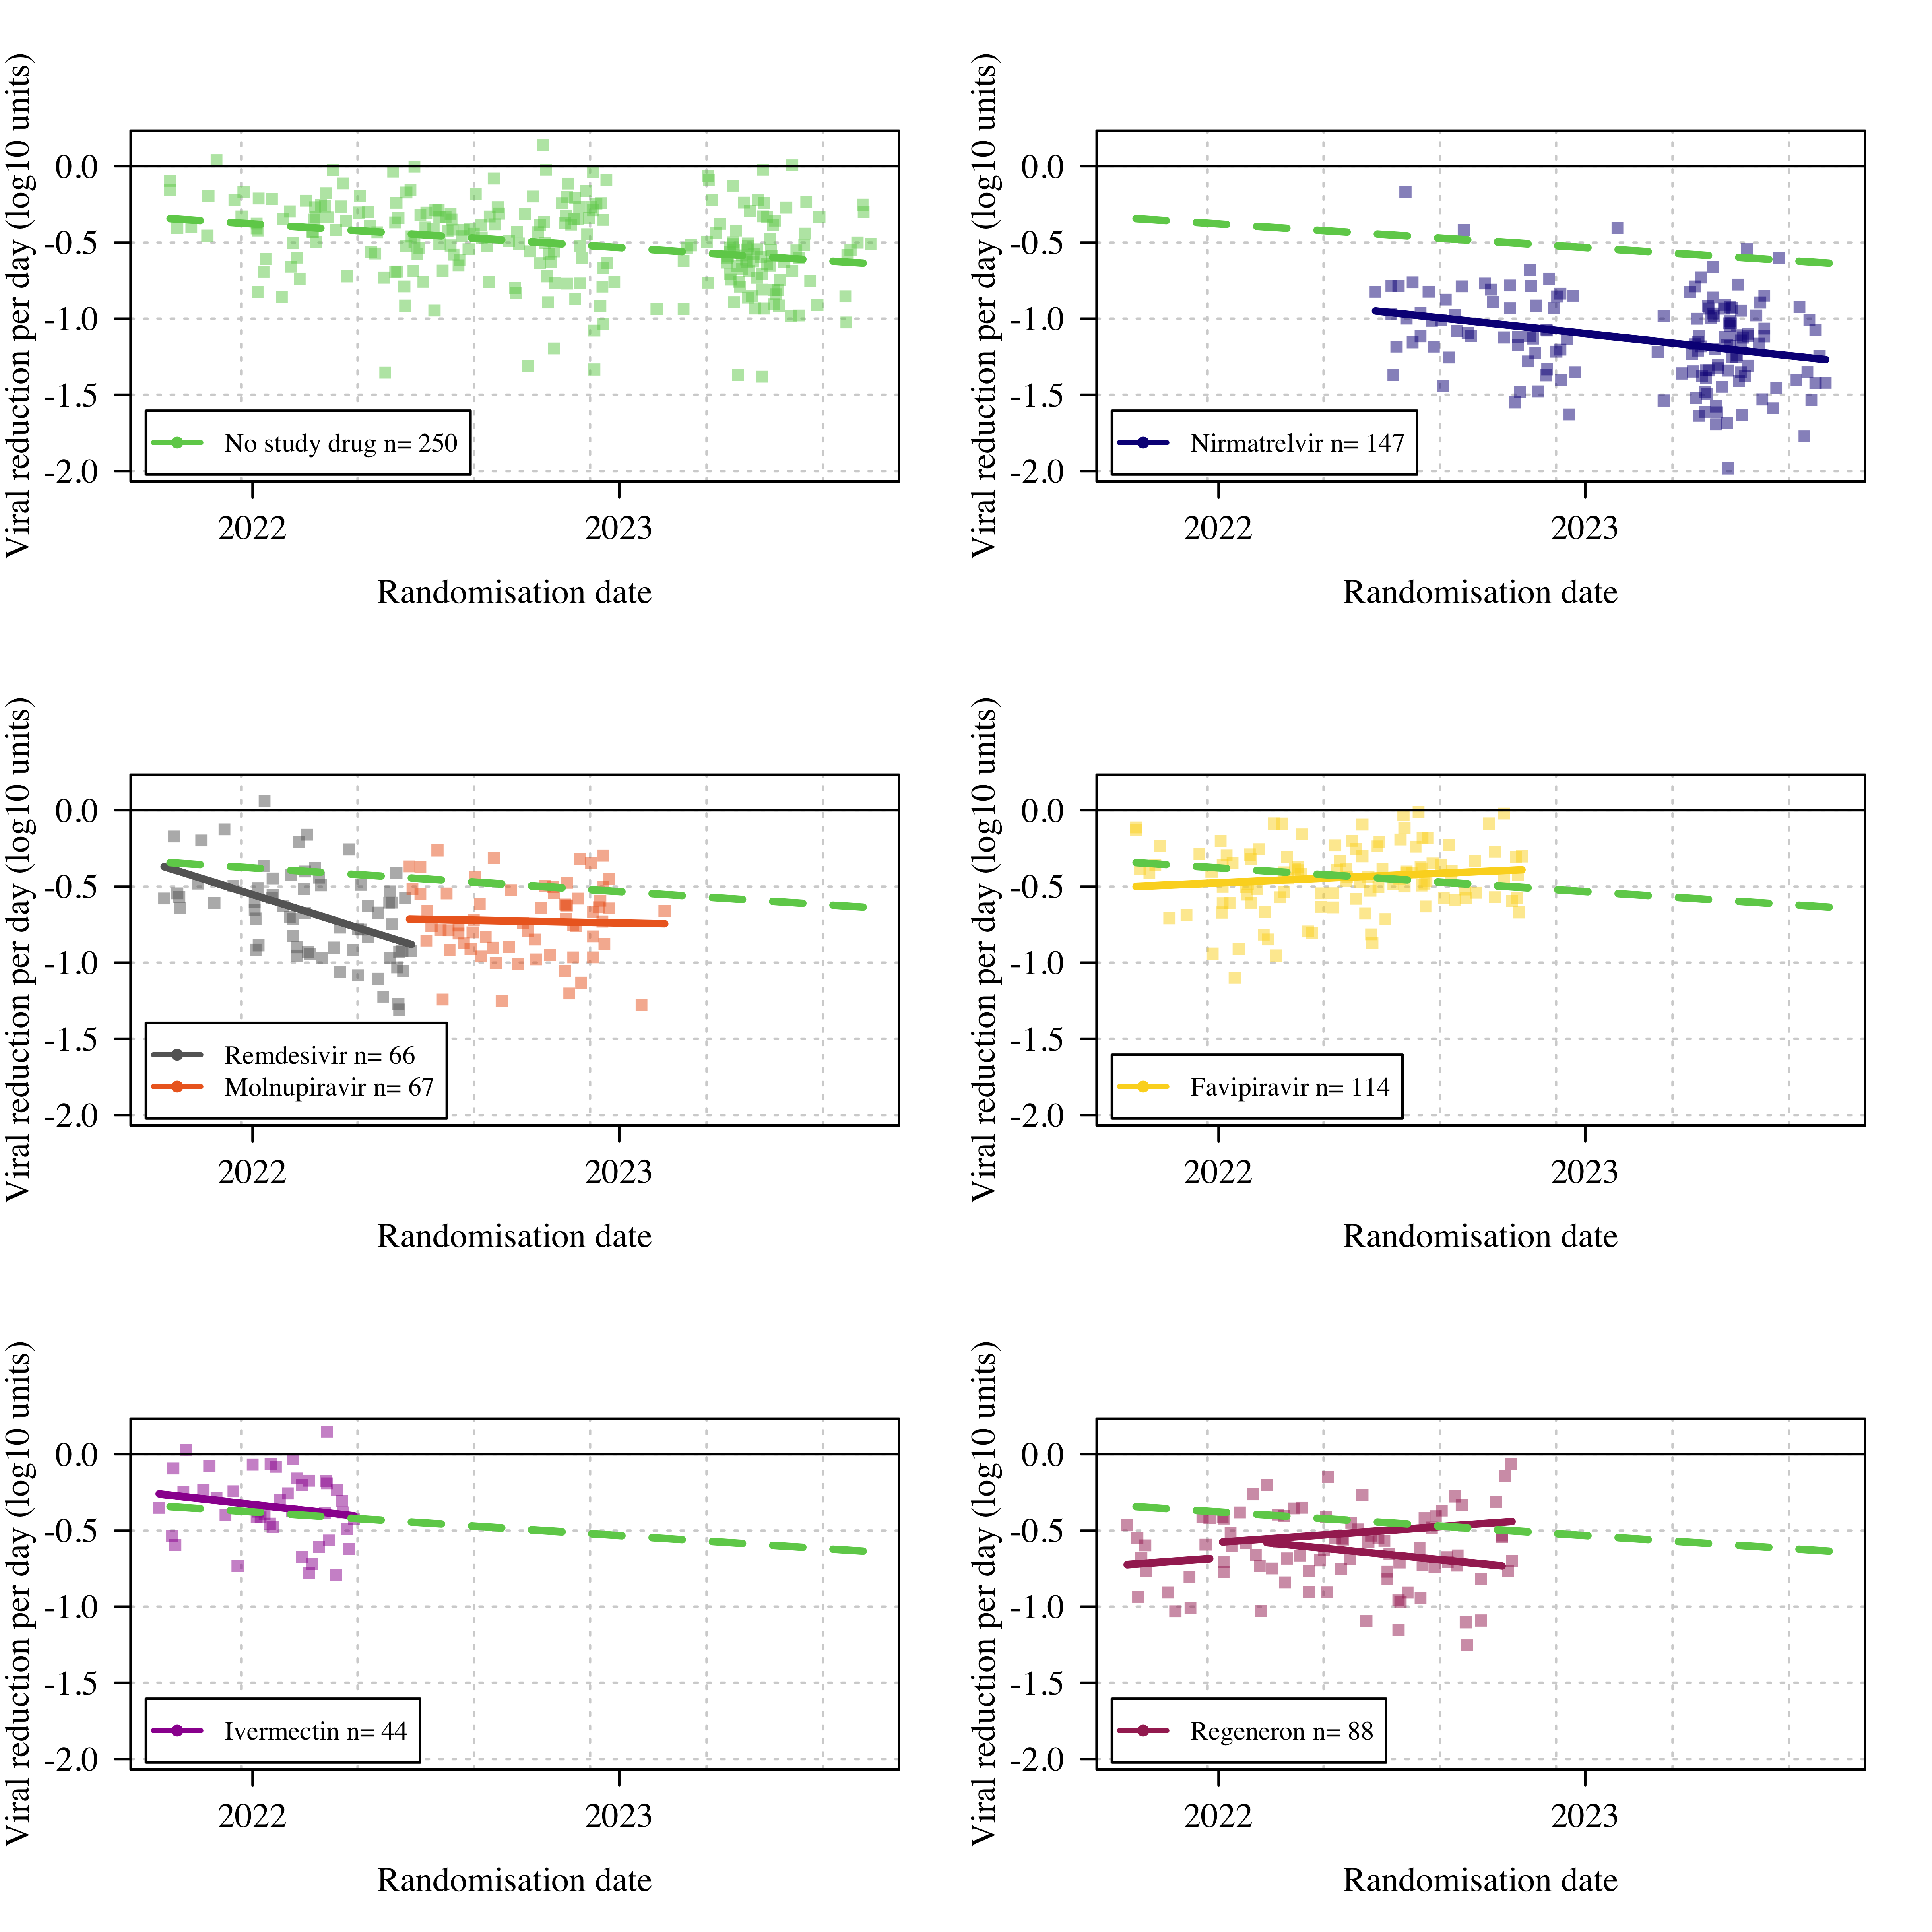 Viral reduction per day (log10 units)
0.0
-0.5
-1.0
-1.5
-2.0
No study drug n= 250
2022
2023
Randomisation date
Viral reduction per day (log10 units)
0.0
-0.5
-1.0
-1.5
-2.0
Nirmatrelvir n= 147
2022
2023
Randomisation date
Viral reduction per day (log10 units)
0.0
-0.5
-1.0
-1.5
-2.0
Remdesivir n= 66
Molnupiravir n= 67
2022
2023
Randomisation date
Viral reduction per day (log10 units)
0.0
-0.5
-1.0
-1.5
-2.0
Favipiravir n= 114
2022
2023
Randomisation date
Viral reduction per day (log10 units)
0.0
-0.5
-1.0
-1.5
-2.0
Ivermectin n= 44
2022
2023
Randomisation date
Viral reduction per day (log10 units)
0.0
-0.5
-1.0
-1.5
-2.0
Regeneron n= 88
2022
2023
Randomisation date